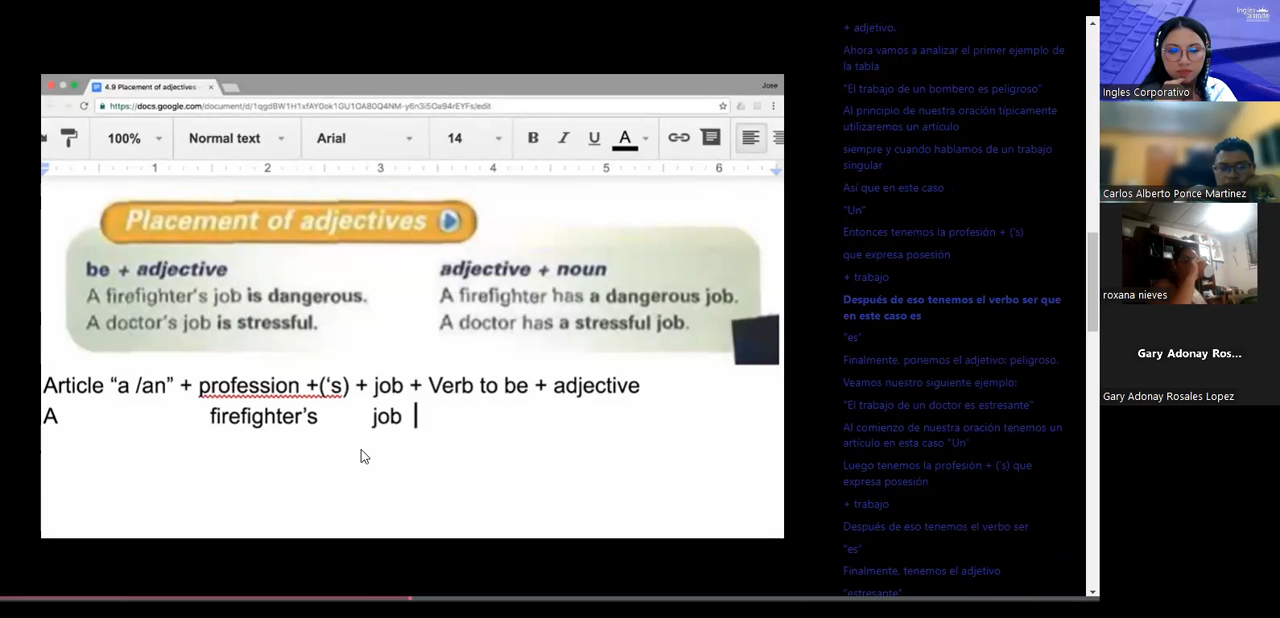 4.9 Placement of adjectives
Jose
https://docs.google.com/document/d/1qgdBW1H1xfAY0ok1GU1OA80Q4NM-y6n3i5Oa94rEYFs/edit
100%
Normal text
Arial
14
B I U A
1 2 3 4 5 6
Placement of adjectives
be + adjective
A firefighter's job is dangerous.
A doctor's job is stressful.
adjective + noun
A firefighter has a dangerous job.
A doctor has a stressful job.
Article “a /an” + profession +(‘s) + job + Verb to be + adjective
A firefighter’s job
+ adjetivo.
Ahora vamos a analizar el primer ejemplo de
la tabla
"El trabajo de un bombero es peligroso"
Al principio de nuestra oración típicamente
utilizaremos un artículo
siempre y cuando hablamos de un trabajo
singular
Así que en este caso
"Un"
Entonces tenemos la profesión + ('s)
que expresa posesión
+ trabajo
Después de eso tenemos el verbo ser que
en este caso es
"es"
Finalmente, ponemos el adjetivo: peligroso.
Veamos nuestro siguiente ejemplo:
"El trabajo de un doctor es estresante"
Al comienzo de nuestra oración tenemos un
artículo en esta caso "Un"
Luego tenemos la profesión + ('s) que
expresa posesión
+ trabajo
Después de eso tenemos el verbo ser
"es"
Finalmente, tenemos el adjetivo
"estresante"
Ingles Corporativo
Carlos Alberto Ponce Martinez
roxana nieves
Gary Adonay Ros...
Gary Adonay Rosales Lopez